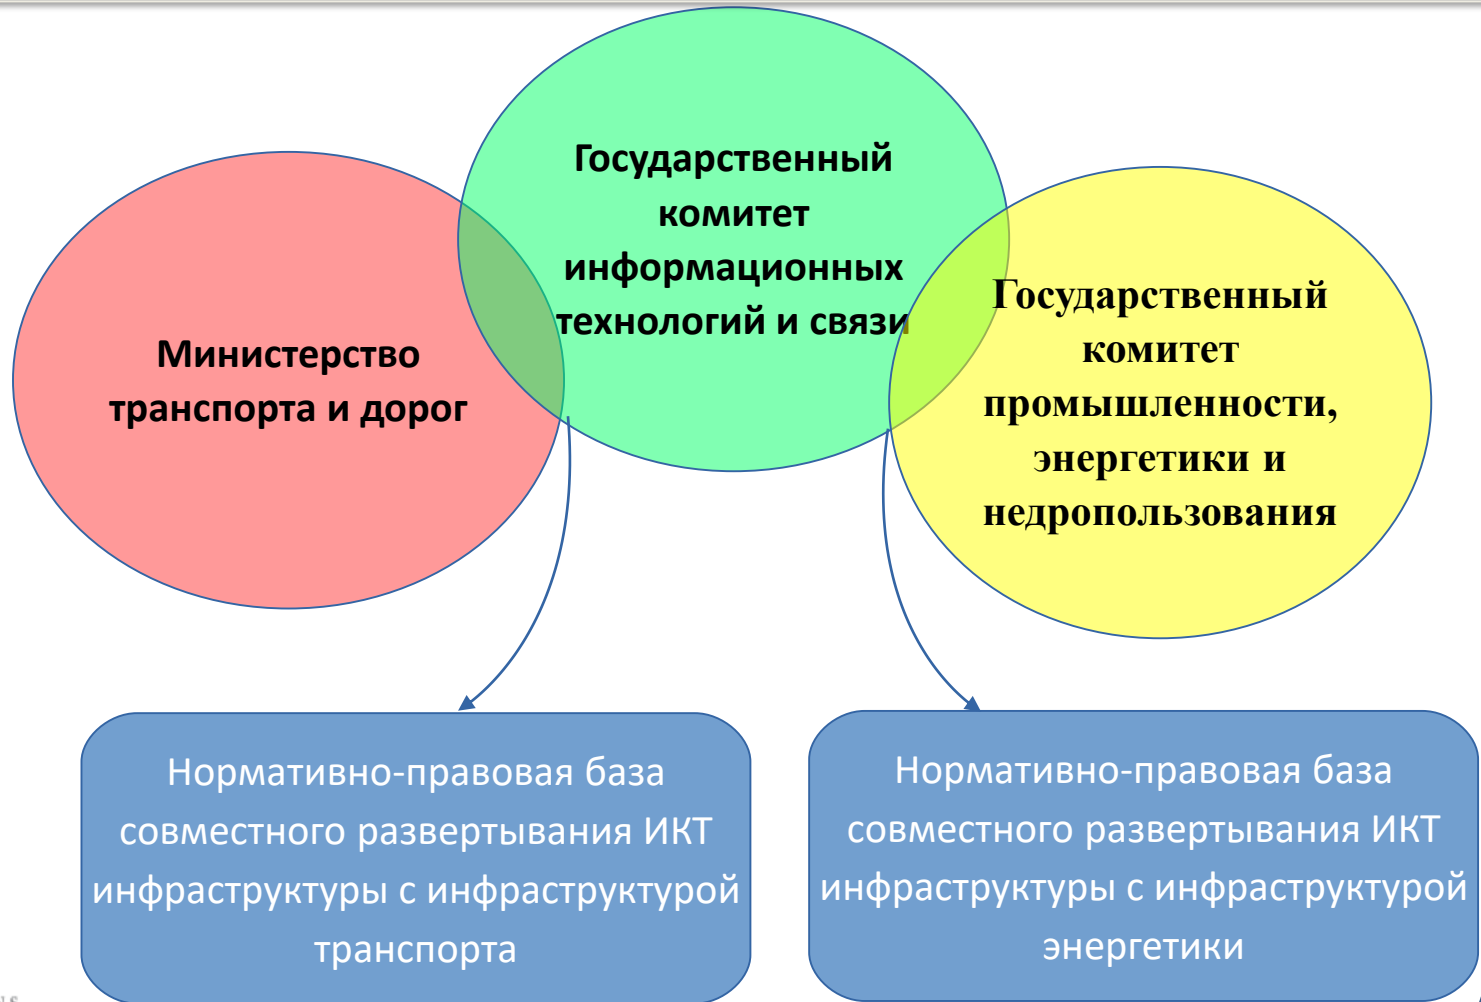 Государственный
комитет
информационных
технологий и связи
Министерство
транспорта и дорог
Государственный
комитет
промышленности,
энергетики и
недропользования
Нормативно-правовая база
совместного развертывания ИКТ
инфраструктуры с инфраструктурой
транспорта
Нормативно-правовая база
совместного развертывания ИКТ
инфраструктуры с инфраструктурой
энергетики